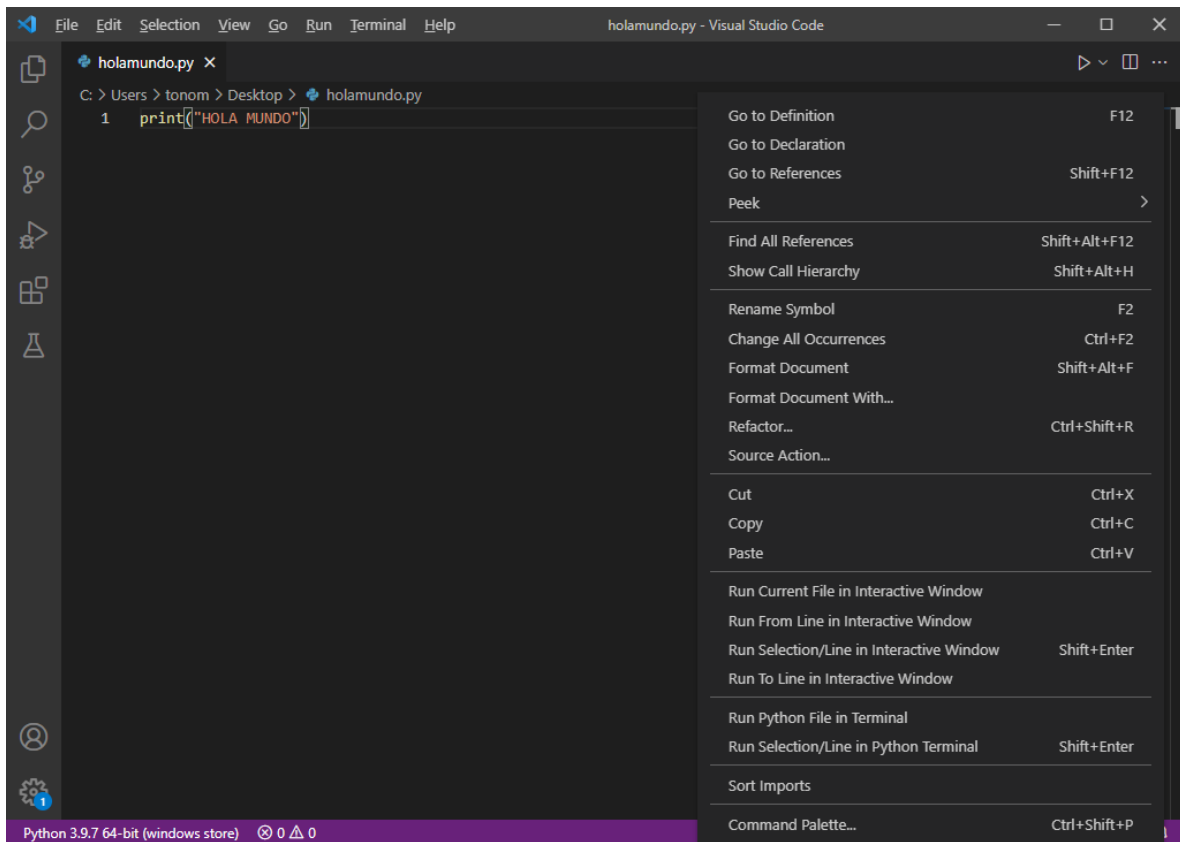 File Edit Selection View Go Run Terminal Help holamundo.py - Visual Studio Code
holamundo.py
C: > Users > tonom > Desktop > holamundo.py
1 print("HOLA MUNDO")
Go to Definition F12
Go to Declaration
Go to References Shift+F12
Peek >
Find All References Shift+Alt+F12
Show Call Hierarchy Shift+Alt+H
Rename Symbol F2
Change All Occurrences Ctrl+F2
Format Document Shift+Alt+F
Format Document With...
Refactor... Ctrl+Shift+R
Source Action...
Cut Ctrl+X
Copy Ctrl+C
Paste Ctrl+V
Run Current File in Interactive Window
Run From Line in Interactive Window
Run Selection/Line in Interactive Window Shift+Enter
Run To Line in Interactive Window
Run Python File in Terminal
Run Selection/Line in Python Terminal Shift+Enter
Sort Imports
1
Command Palette... Ctrl+Shift+P
Python 3.9.7 64-bit (windows store) 0 0